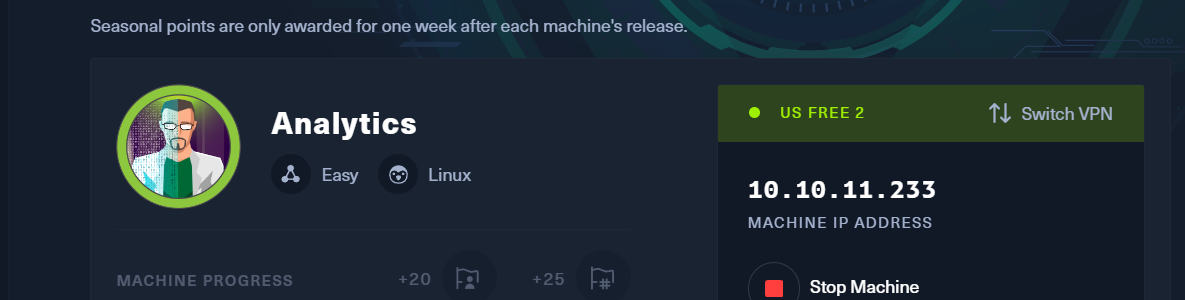 Seasonal points are only awarded for one week after each machine's release.
Analytics
Easy Linux
MACHINE PROGRESS +20 +25
US FREE 2 Switch VPN
10.10.11.233
MACHINE IP ADDRESS
Stop Machine